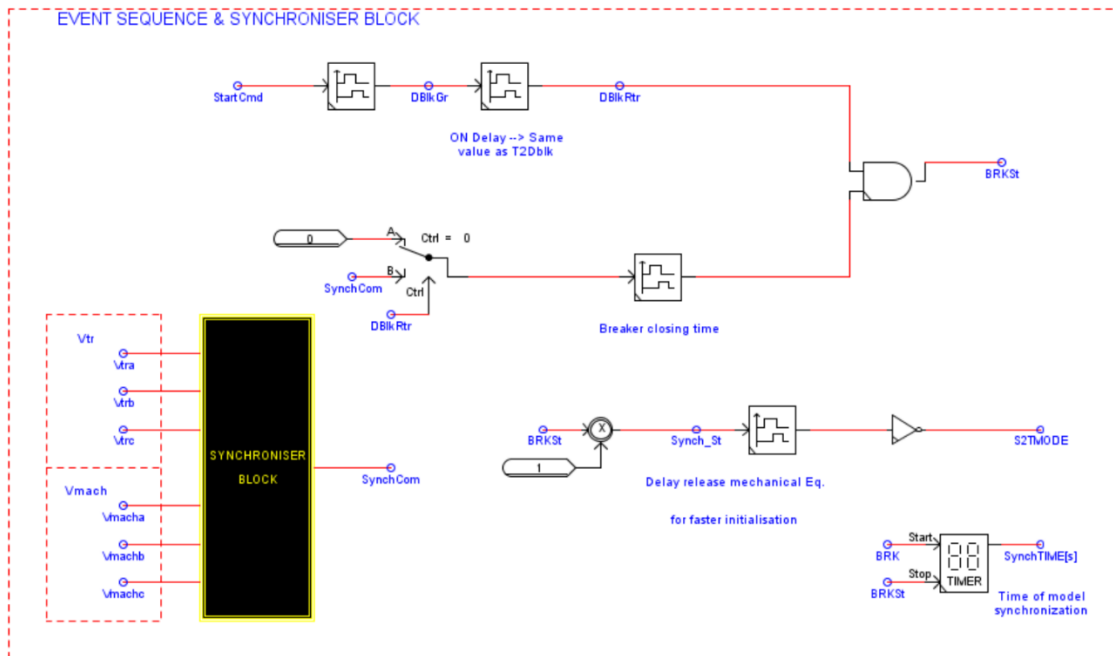 EVENT SEQUENCE & SYNCHRONISER BLOCK
StartCmd
DBlkGr
DBlkRtr
ON Delay --> Same
value as T2Dblk
BRKSt
0
A
Ctrl = 0
B
SynchCom
Ctrl
DBlkRtr
Breaker closing time
Vtr
Vtra
Vtrb
Vtrc
SYNCHRONISER
BLOCK
SynchCom
Vmach
Vmacha
Vmachb
Vmachc
BRKSt
X
1
Synch_St
S2TMODE
Delay release mechanical Eq.
for faster initialisation
BRK
Start
BRKSt
Stop
TIMER
SynchTIME[s]
Time of model
synchronization